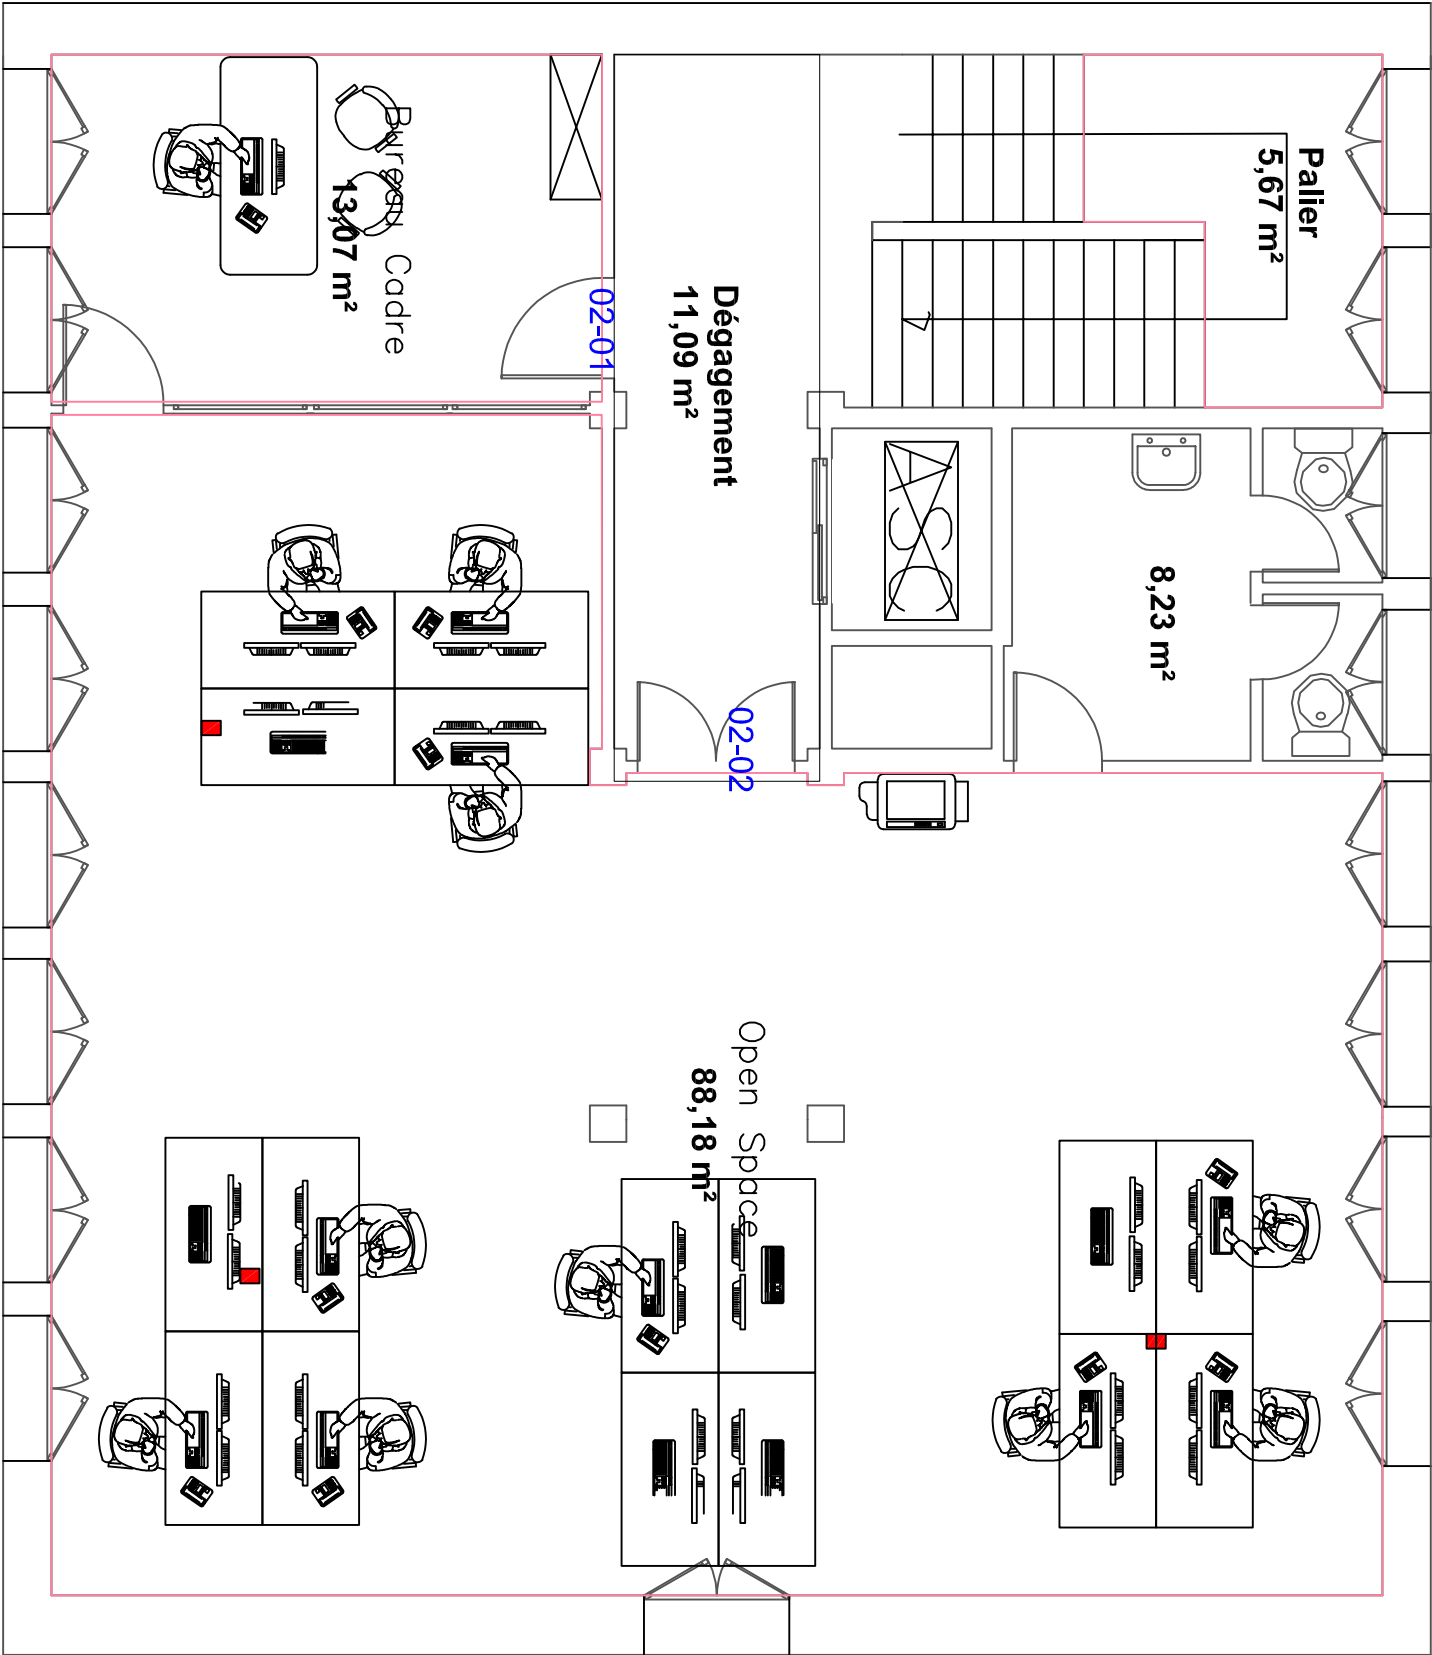 Palier
5,67 m²
Bureau Cadre
13,07 m²
02-01
Dégagement
11,09 m²
ASC
8,23 m²
02-02
Open Space
88,18 m²